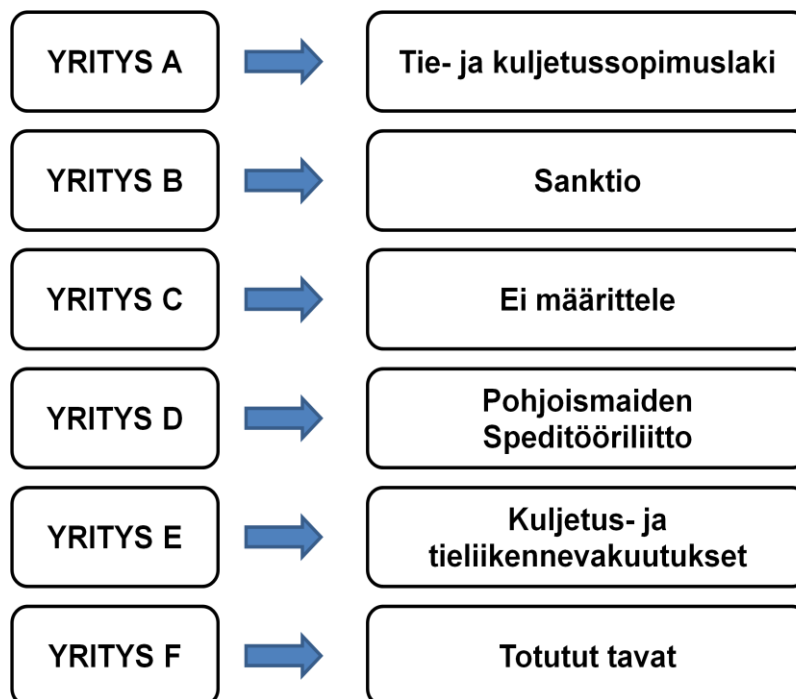 YRITYS A
Tie- ja kuljetussopimuslaki
YRITYS B
Sanktio
YRITYS C
Ei määrittele
YRITYS D
Pohjoismaiden
Speditööriliitto
YRITYS E
Kuljetus- ja
tieliikennevakuutukset
YRITYS F
Totutut tavat